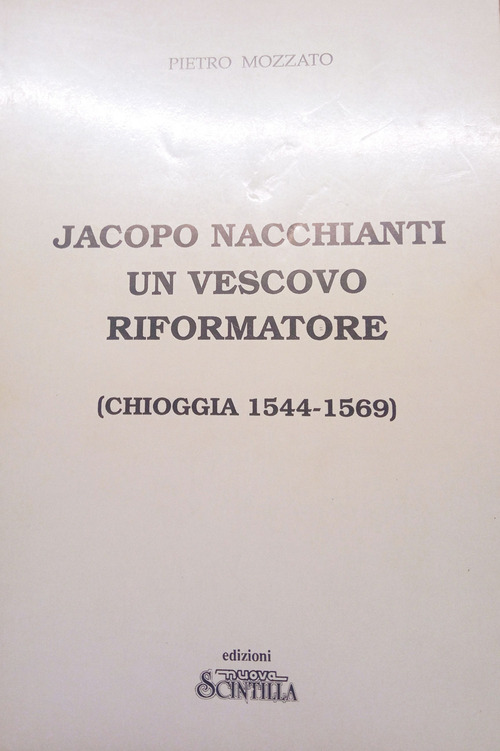 PIETRO MOZZATO
JACOPO NACCHIANTI
UN VESCOVO
RIFORMATORE
(CHIOGGIA 1544-1569)
edizioni
nuova
SCINTILLA